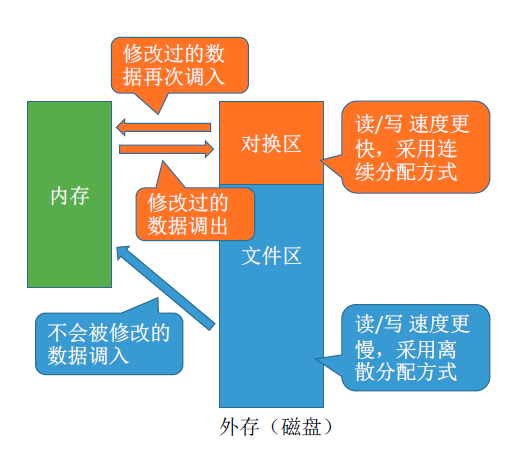 修改过的数
据再次调入
内存
对换区
读/写 速度更
快，采用连
续分配方式
修改过的
数据调出
文件区
不会被修改的
数据调入
读/写 速度更
慢，采用离
散分配方式
外存（磁盘）